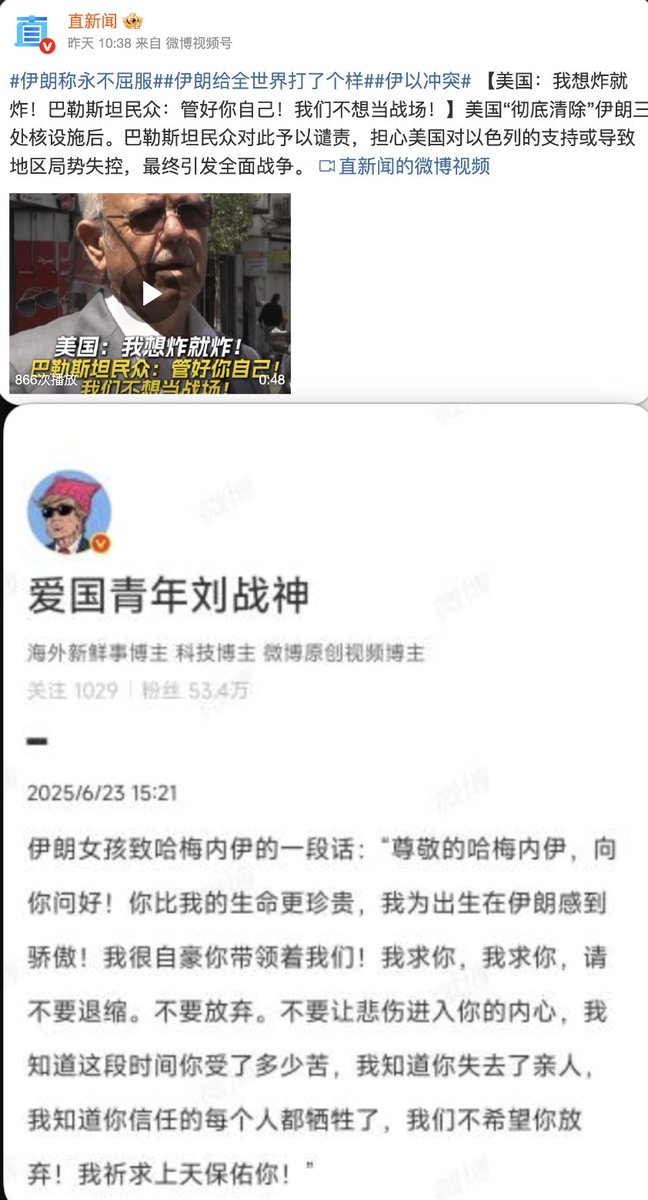 直新闻
昨天 10:38 来自 微博视频号
#伊朗称永不屈服##伊朗给全世界打了个样##伊以冲突# 【美国：我想炸就
炸！巴勒斯坦民众：管好你自己！我们不想当战场！】美国“彻底清除”伊朗三
处核设施后。巴勒斯坦民众对此予以谴责，担心美国对以色列的支持或导致
地区局势失控，最终引发全面战争。 直新闻的微博视频
美国：我想炸就炸！
巴勒斯坦民众：管好你自己！
我们不想当战场！
866次播放
0:48
爱国青年刘战神
海外新鲜事博主 科技博主 微博原创视频博主
关注 1029 | 粉丝 53.4万
2025/6/23 15:21
伊朗女孩致哈梅内伊的一段话：“尊敬的哈梅内伊，向
你问好！你比我的生命更珍贵，我为出生在伊朗感到
骄傲！我很自豪你带领着我们！我求你，我求你，请
不要退缩。不要放弃。不要让悲伤进入你的内心，我
知道这段时间你受了多少苦，我知道你失去了亲人，
我知道你信任的每个人都牺牲了，我们不希望你放
弃！我祈求上天保佑你！”